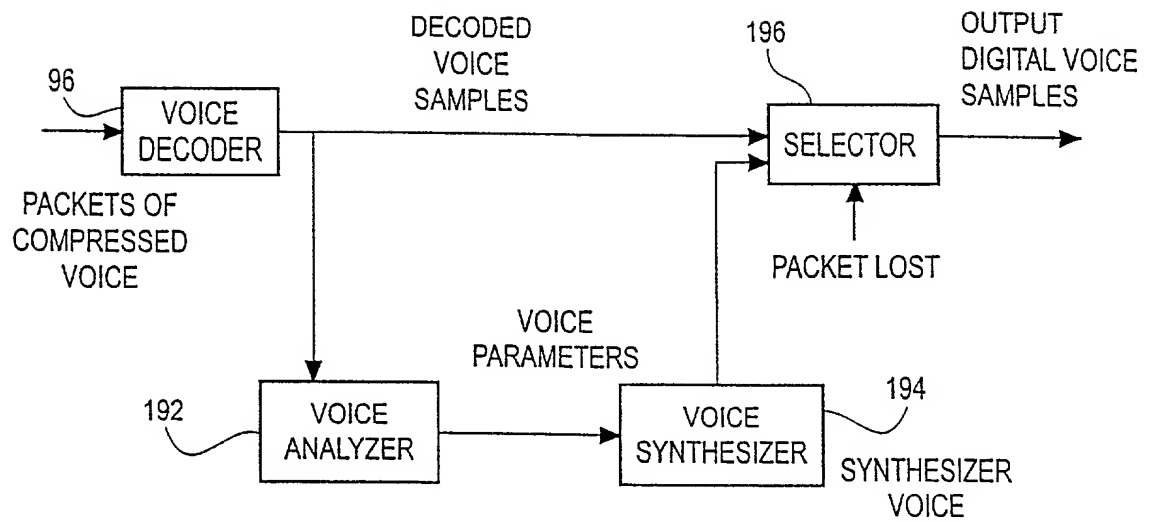 96
VOICE
DECODER
PACKETS OF
COMPRESSED
VOICE
DECODED
VOICE
SAMPLES
196
SELECTOR
OUTPUT
DIGITAL VOICE
SAMPLES
PACKET LOST
192
VOICE
ANALYZER
VOICE
PARAMETERS
VOICE
SYNTHESIZER
194
SYNTHESIZER
VOICE